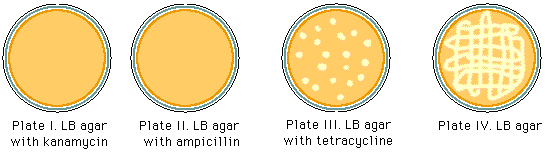 Plate I. LB agar
with kanamycin
Plate II. LB agar
with ampicillin
Plate III. LB agar
with tetracycline
Plate IV. LB agar